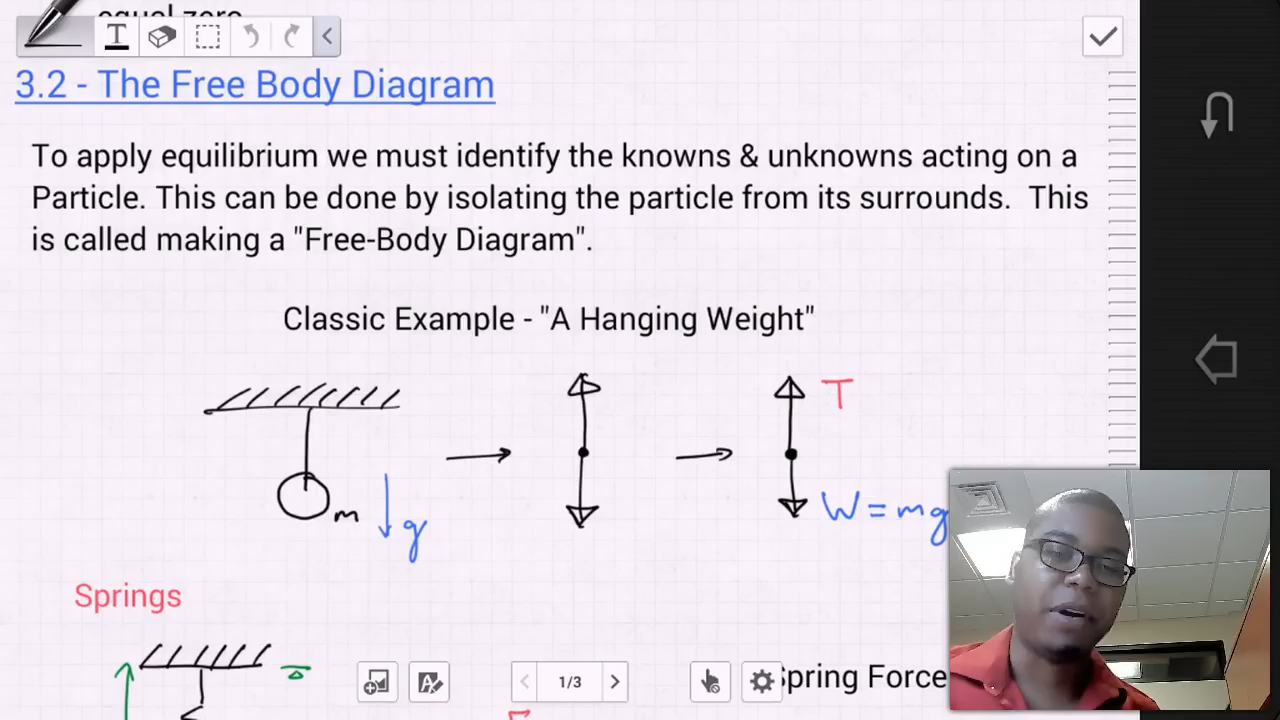 equal zero
T
3.2 - The Free Body Diagram
To apply equilibrium we must identify the knowns & unknowns acting on a
Particle. This can be done by isolating the particle from its surrounds. This
is called making a "Free-Body Diagram".
Classic Example - "A Hanging Weight"
T
m
g
W = mg
Springs
1/3
Spring Force